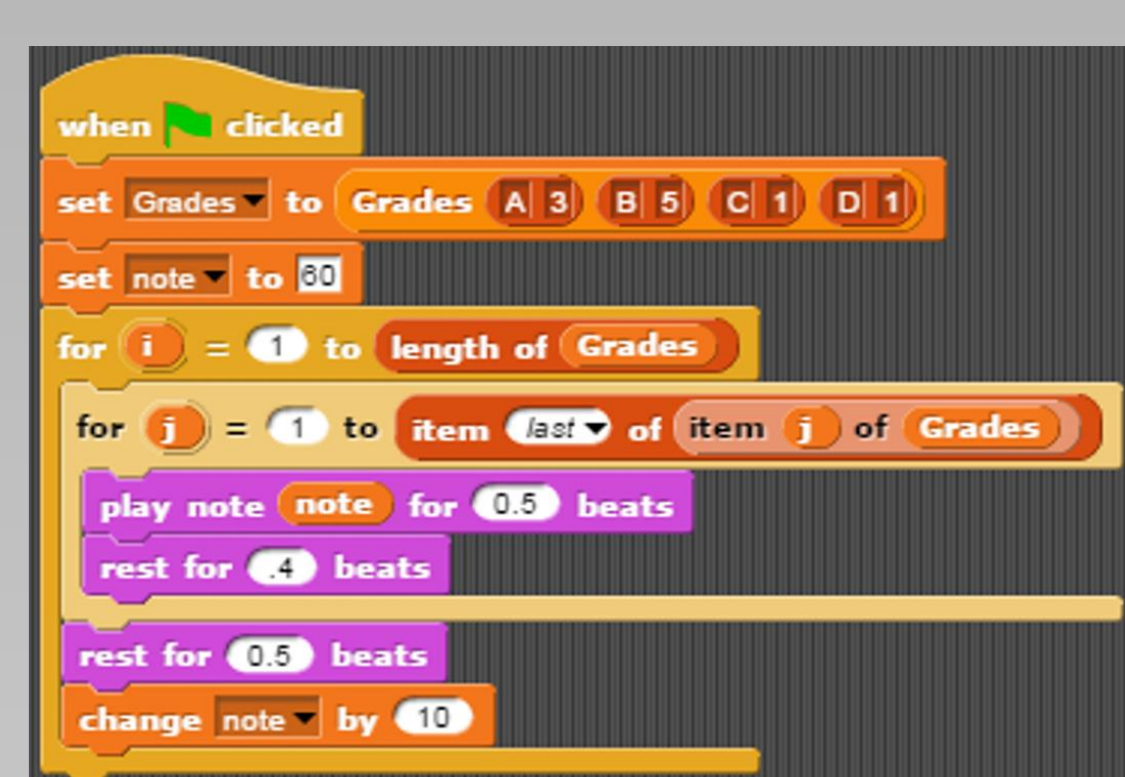 when clicked
set Grades to Grades A 3 B 5 C 1 D 1
set note to 60
for i = 1 to length of Grades
for j = 1 to item last of item j of Grades
play note note for 0.5 beats
rest for .4 beats
rest for 0.5 beats
change note by 10